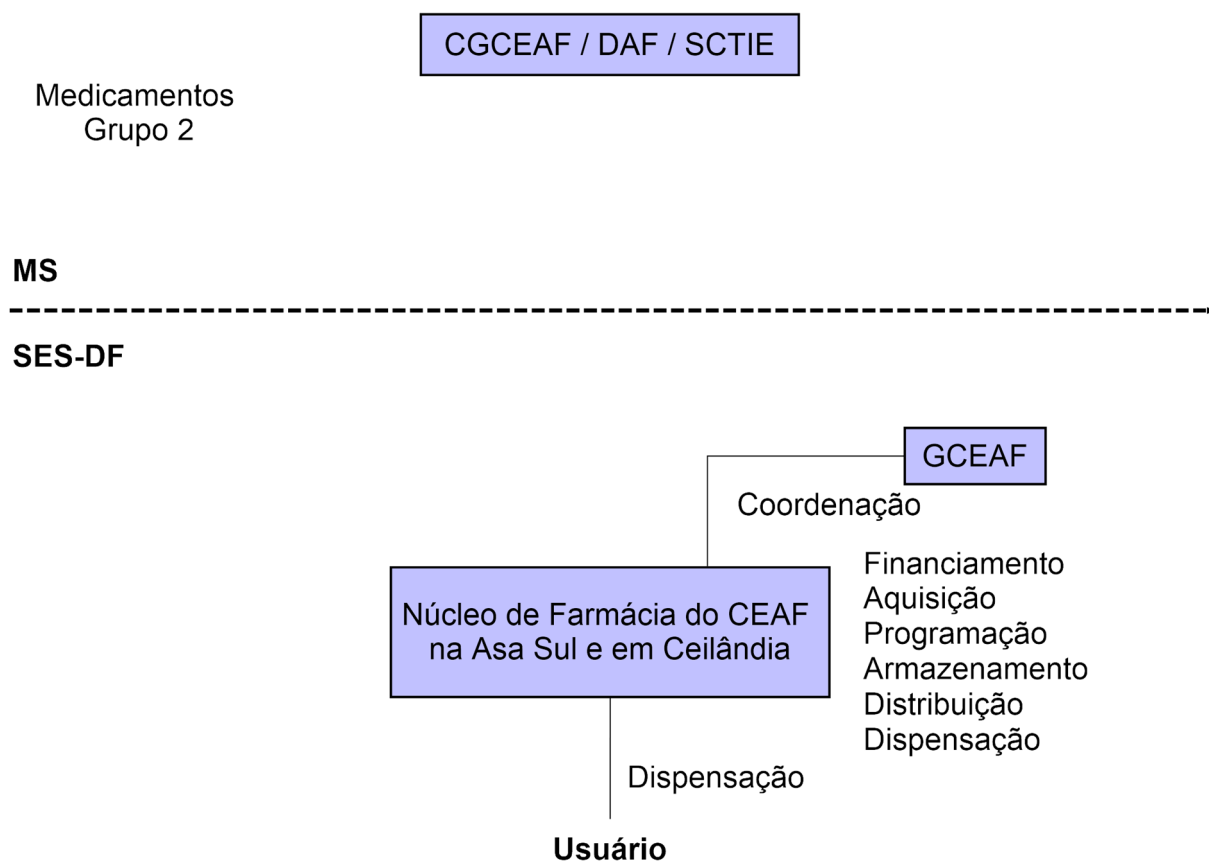 CGCEAF / DAF / SCTIE
Medicamentos
Grupo 2
MS
SES-DF
GCEAF
Coordenação
Núcleo de Farmácia do CEAF
na Asa Sul e em Ceilândia
Financiamento
Aquisição
Programação
Armazenamento
Distribuição
Dispensação
Dispensação
Usuário